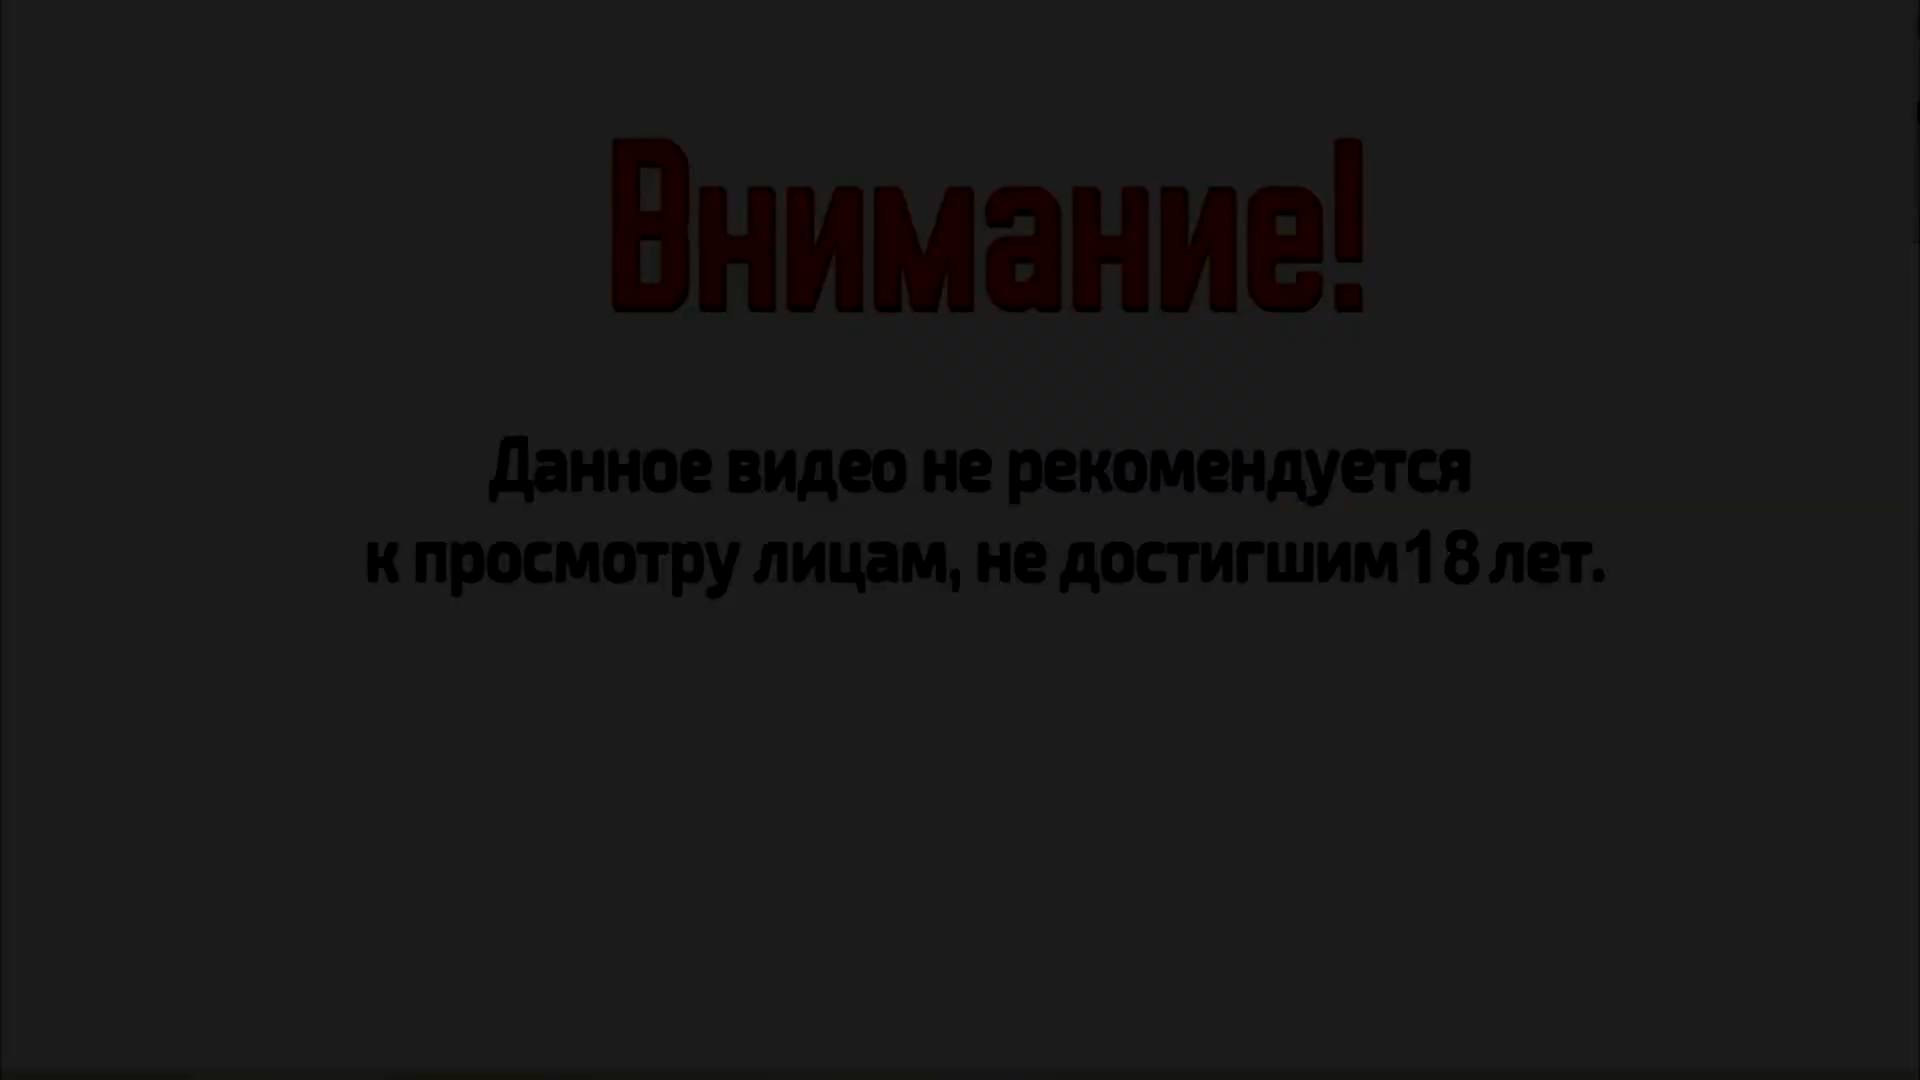 Внимание!
Данное видео не рекомендуется
к просмотру лицам, не достигшим 18 лет.